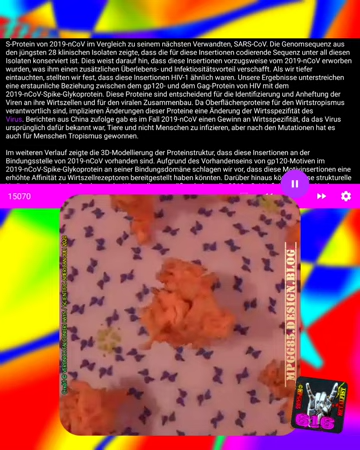 S-Protein von 2019-nCoV im Vergleich zu seinem nächsten Verwandten, SARS-CoV. Die Genomsequenz aus
den jüngsten 28 klinischen Isolaten zeigte, dass die für diese Insertionen codierende Sequenz unter all diesen
Isolaten konserviert ist. Dies weist darauf hin, dass diese Insertionen vorzugsweise vom 2019-nCoV erworben
wurden, was ihm einen zusätzlichen Überlebens- und Infektiositätsvorteil verschafft. Als wir tiefer
eintauchten, stellten wir fest, dass diese Insertionen HIV-1 ähnlich waren. Unsere Ergebnisse unterstreichen
eine erstaunliche Beziehung zwischen dem gp120- und dem Gag-Protein von HIV mit dem
2019-nCoV-Spike-Glykoprotein. Diese Proteine sind entscheidend für die Identifizierung und Anheftung der
Viren an ihre Wirtszellen und für den viralen Zusammenbau. Da Oberflächenproteine für den Wirtstropismus
verantwortlich sind, implizieren Änderungen dieser Proteine eine Änderung der Wirtsspezifität des
Virus. Berichten aus China zufolge gab es im Fall 2019-nCoV einen Gewinn an Wirtsspezifität, da das Virus
ursprünglich dafür bekannt war, Tiere und nicht Menschen zu infizieren, aber nach den Mutationen hat es
auch für Menschen Tropismus gewonnen.
Im weiteren Verlauf zeigte die 3D-Modellierung der Proteinstruktur, dass diese Insertionen an der
Bindungsstelle von 2019-nCoV vorhanden sind. Aufgrund des Vorhandenseins von gp120-Motiven im
2019-nCoV-Spike-Glykoprotein an seiner Bindungsdomäne schlagen wir vor, dass diese Motivinsertionen eine
erhöhte Affinität zu Wirtszellrezeptoren bereitgestellt haben könnten. Darüber hinaus strukturelle
15070
MPGG85.DESIGN.BLOG